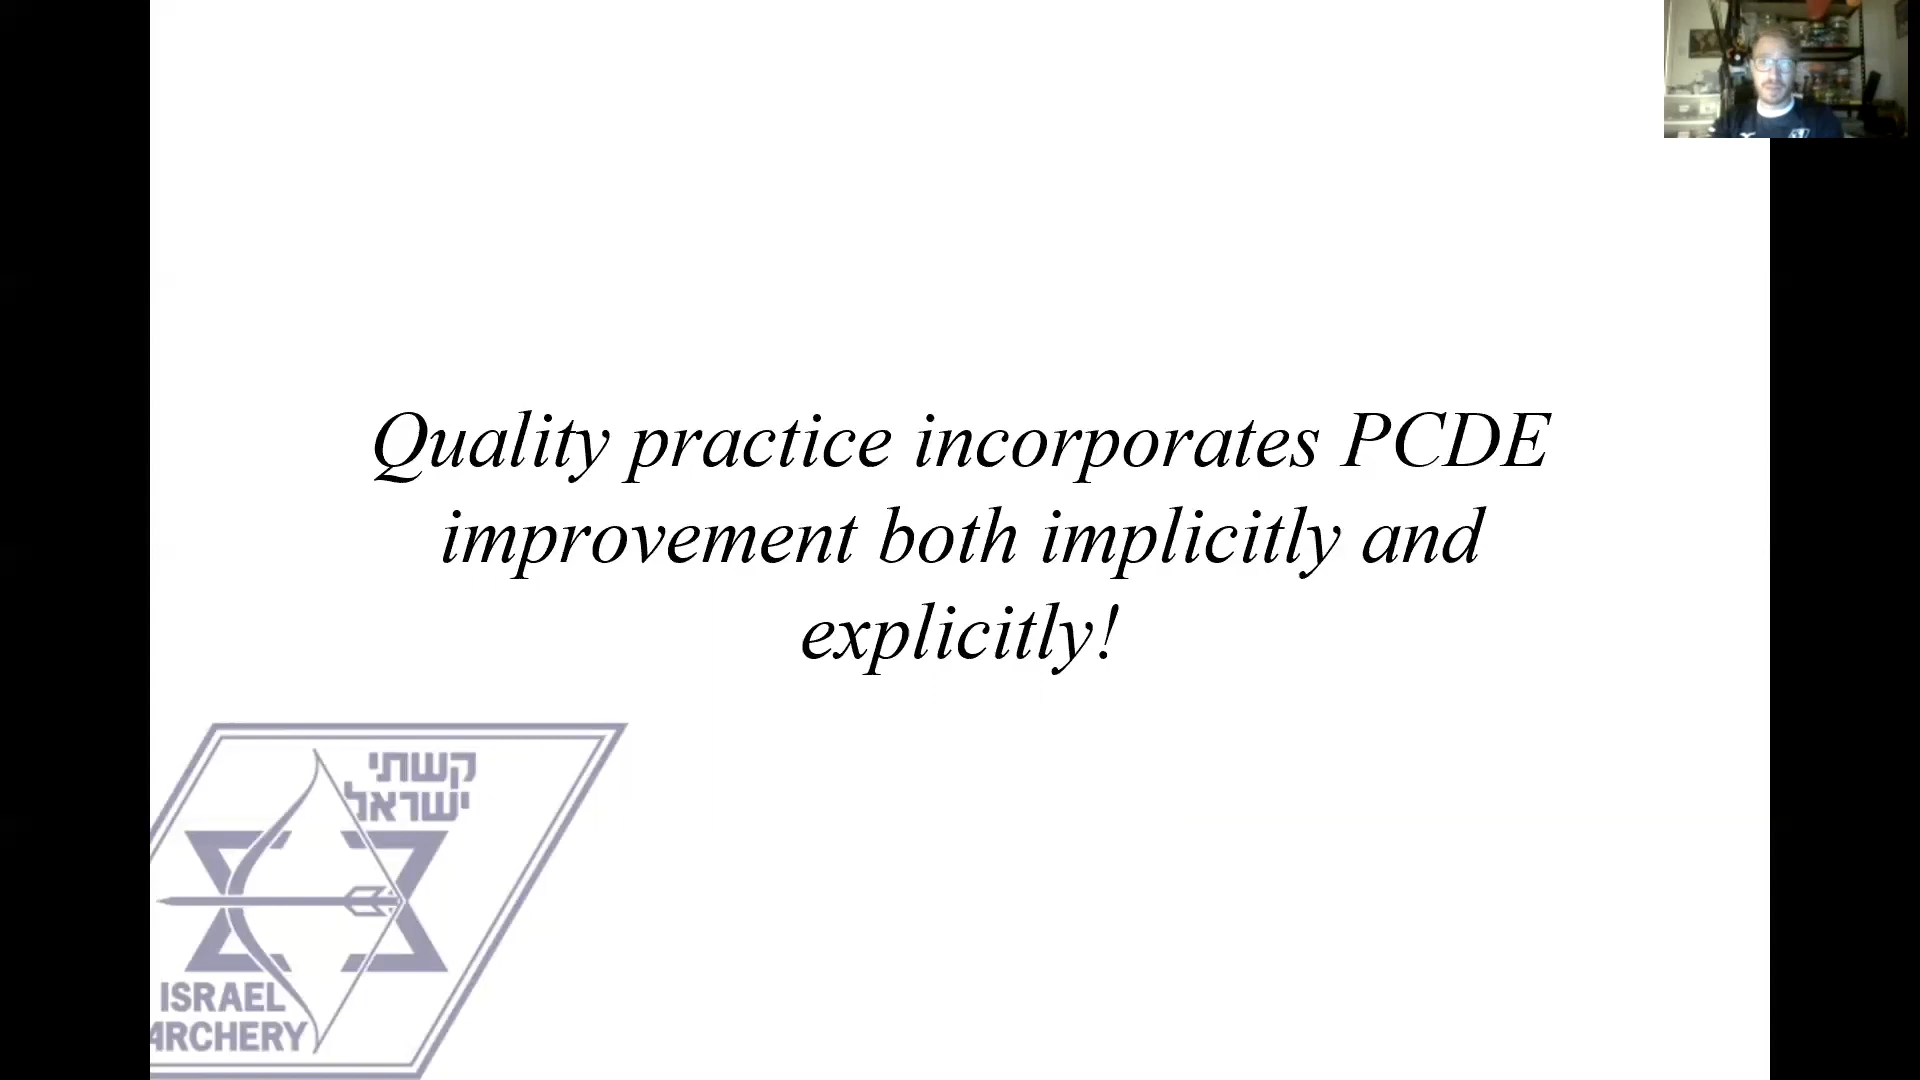 Quality practice incorporates PCDE
improvement both implicitly and
explicitly!
קשתי
ישראל
ISRAEL
ARCHERY